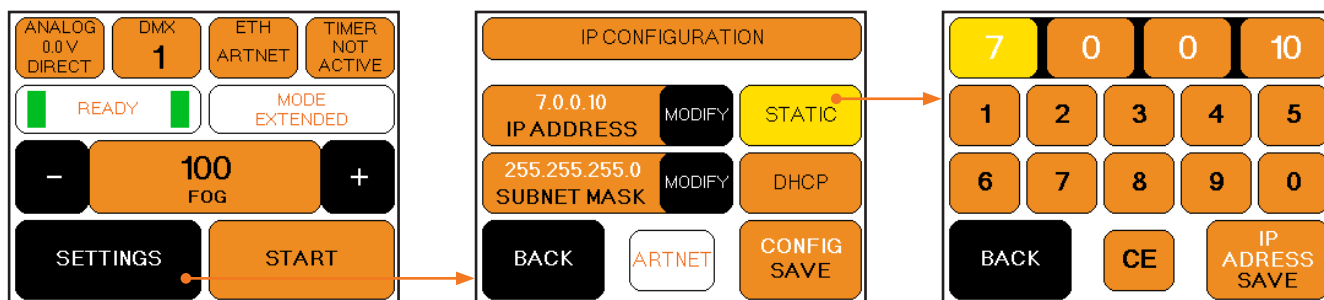 ANALOG
0.0 V
DIRECT
DMX
1
ETH
ARTNET
TIMER
NOT
ACTIVE
READY
MODE
EXTENDED
-
100
FOG
+
SETTINGS
START
IP CONFIGURATION
7.0.0.10
IP ADDRESS
MODIFY
STATIC
255.255.255.0
SUBNET MASK
MODIFY
DHCP
BACK
ARTNET
CONFIG
SAVE
7 0 0 10
1 2 3 4 5
6 7 8 9 0
BACK
CE
IP
ADRESS
SAVE